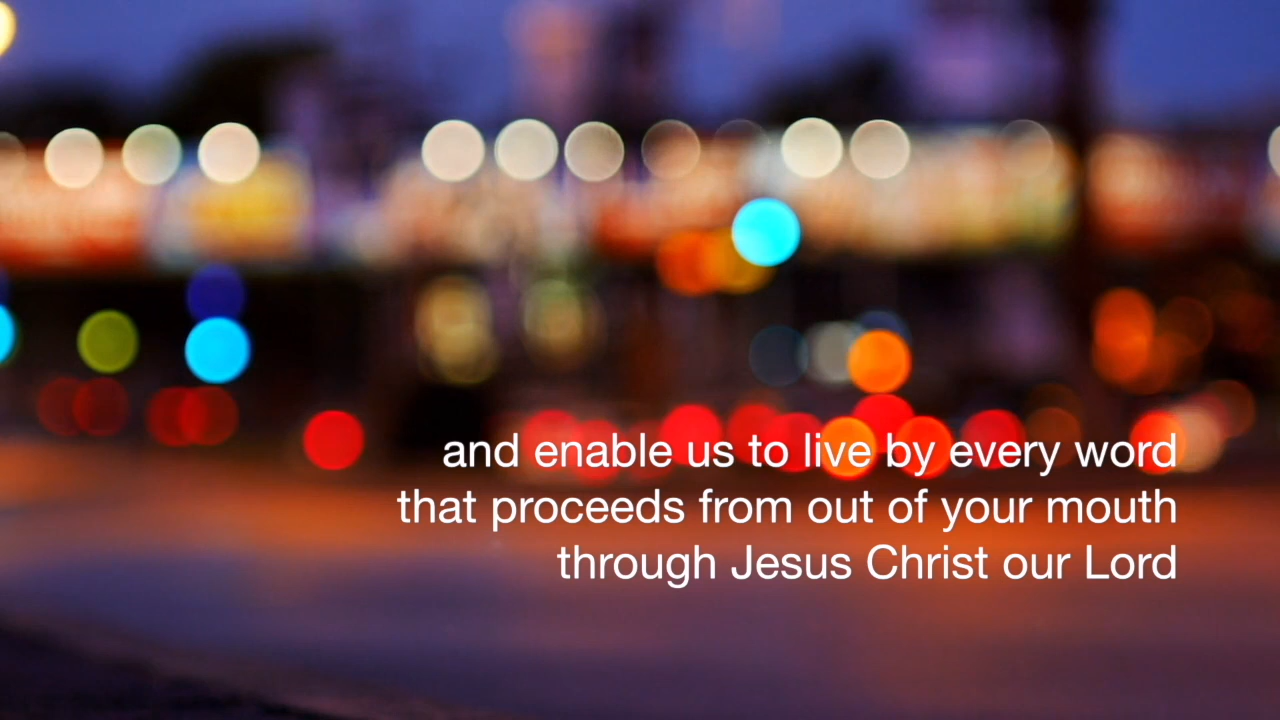 and enable us to live by every word
that proceeds from out of your mouth
through Jesus Christ our Lord